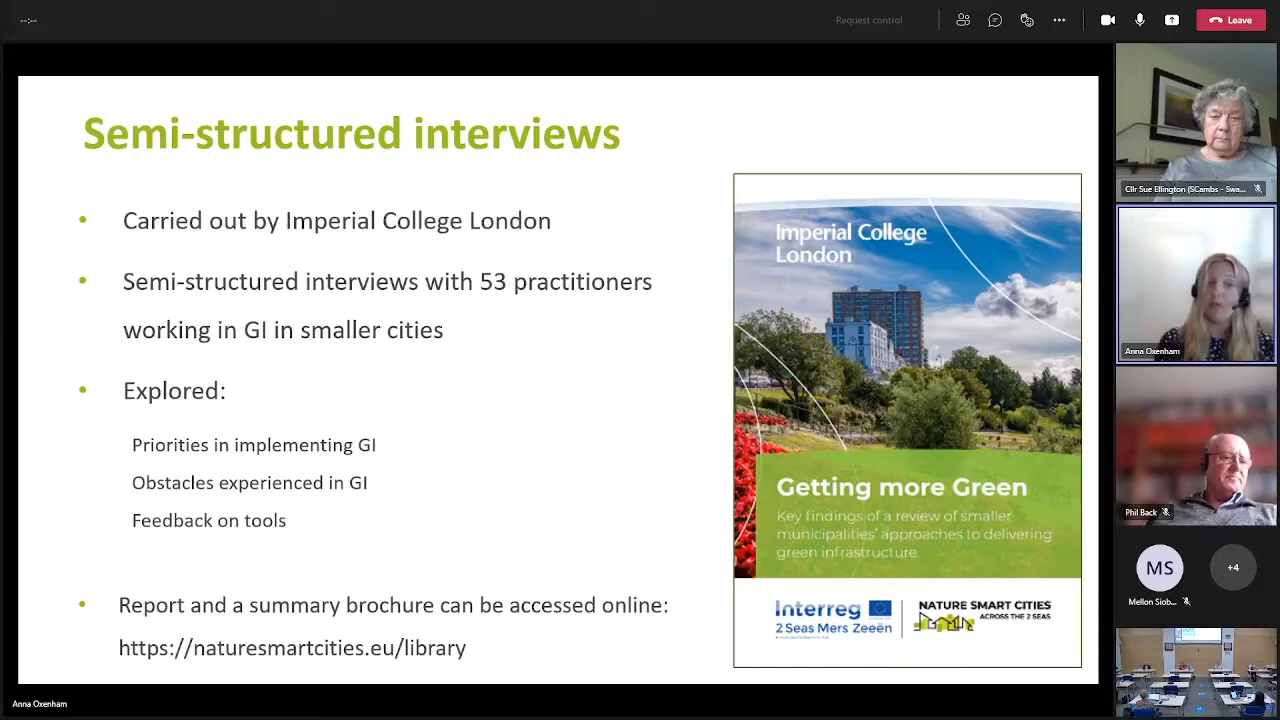 --:--
Request control
Leave
Semi-structured interviews
• Carried out by Imperial College London
• Semi-structured interviews with 53 practitioners
working in GI in smaller cities
• Explored:
Priorities in implementing GI
Obstacles experienced in GI
Feedback on tools
• Report and a summary brochure can be accessed online:
https://naturesmartcities.eu/library
Imperial College
London
Getting more Green
Key findings of a review of smaller
municipalities' approaches to delivering
green infrastructure
Interreg
2 Seas Mers Zeeën
NATURE SMART CITIES
ACROSS THE 2 SEAS
Cllr Sue Ellington (Cambs - Swa...
Anna Oxenham
Phil Back
MS
+4
Mellen Siob...
Anna Oxenham